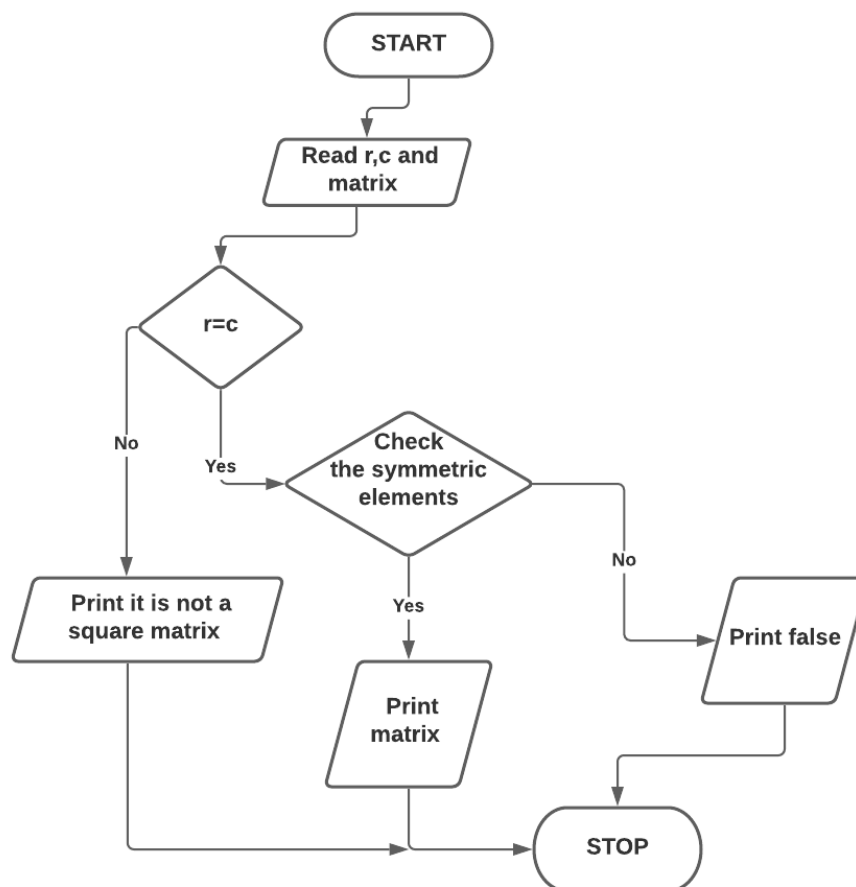 START
Read r,c and
matrix
r=c
No
Yes
Check
the symmetric
elements
No
Yes
Print it is not a
square matrix
Print false
Print
matrix
STOP